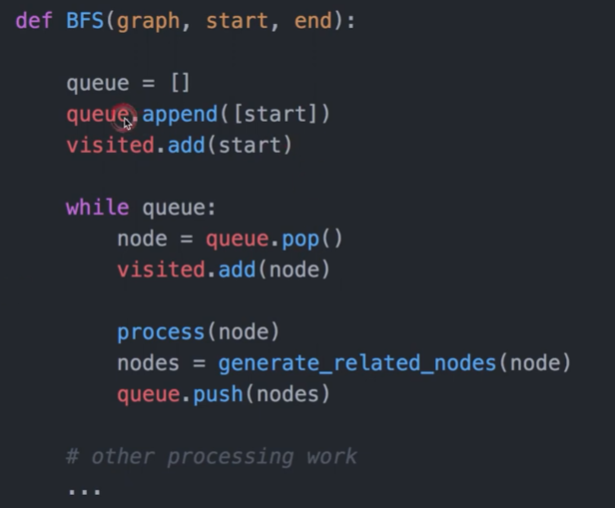 def BFS(graph, start, end):
queue = []
queue.append([start])
visited.add(start)
while queue:
node = queue.pop()
visited.add(node)
process(node)
nodes = generate_related_nodes(node)
queue.push(nodes)
# other processing work
...